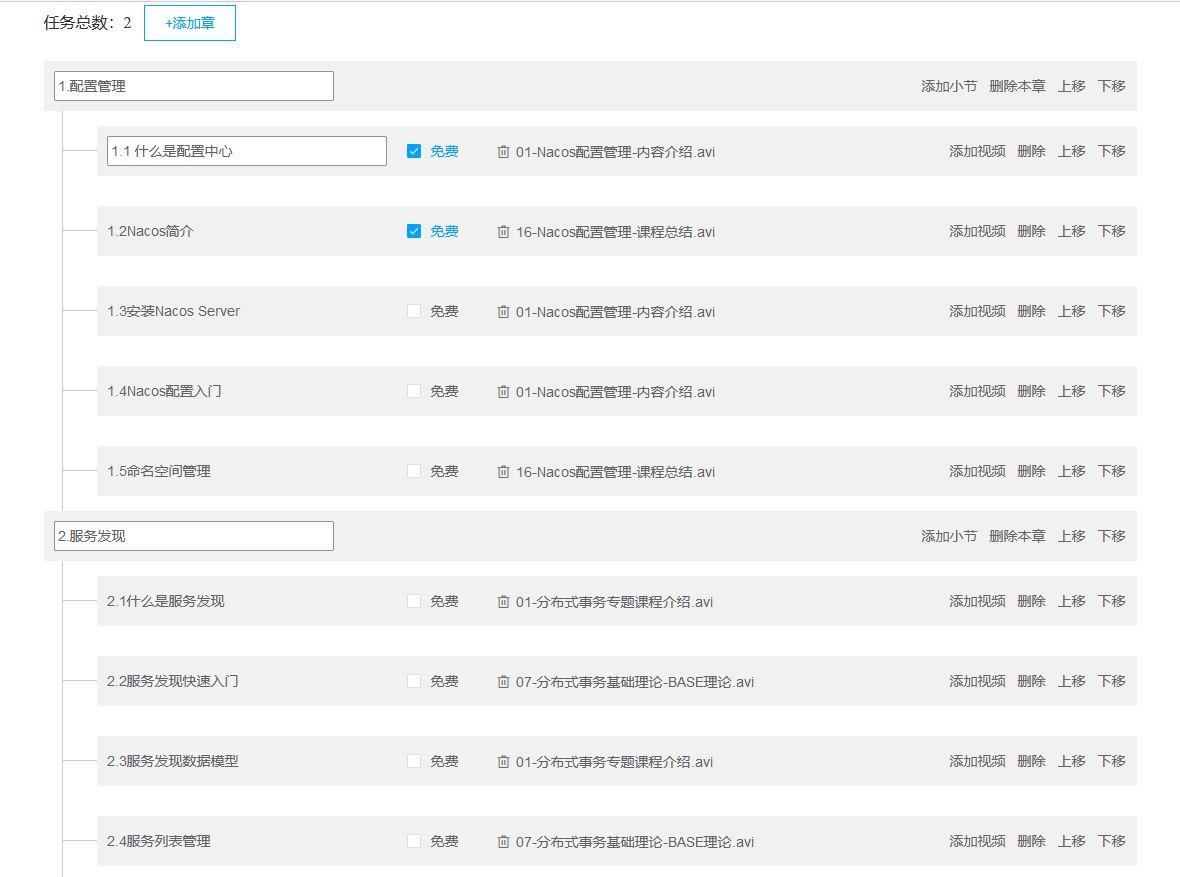 任务总数：2 +添加章
1.配置管理 添加小节 删除本章 上移 下移
1.1 什么是配置中心 免费 01-Nacos配置管理-内容介绍.avi 添加视频 删除 上移 下移
1.2Nacos简介 免费 16-Nacos配置管理-课程总结.avi 添加视频 删除 上移 下移
1.3安装Nacos Server 免费 01-Nacos配置管理-内容介绍.avi 添加视频 删除 上移 下移
1.4Nacos配置入门 免费 01-Nacos配置管理-内容介绍.avi 添加视频 删除 上移 下移
1.5命名空间管理 免费 16-Nacos配置管理-课程总结.avi 添加视频 删除 上移 下移
2.服务发现 添加小节 删除本章 上移 下移
2.1什么是服务发现 免费 01-分布式事务专题课程介绍.avi 添加视频 删除 上移 下移
2.2服务发现快速入门 免费 07-分布式事务基础理论-BASE理论.avi 添加视频 删除 上移 下移
2.3服务发现数据模型 免费 01-分布式事务专题课程介绍.avi 添加视频 删除 上移 下移
2.4服务列表管理 免费 07-分布式事务基础理论-BASE理论.avi 添加视频 删除 上移 下移